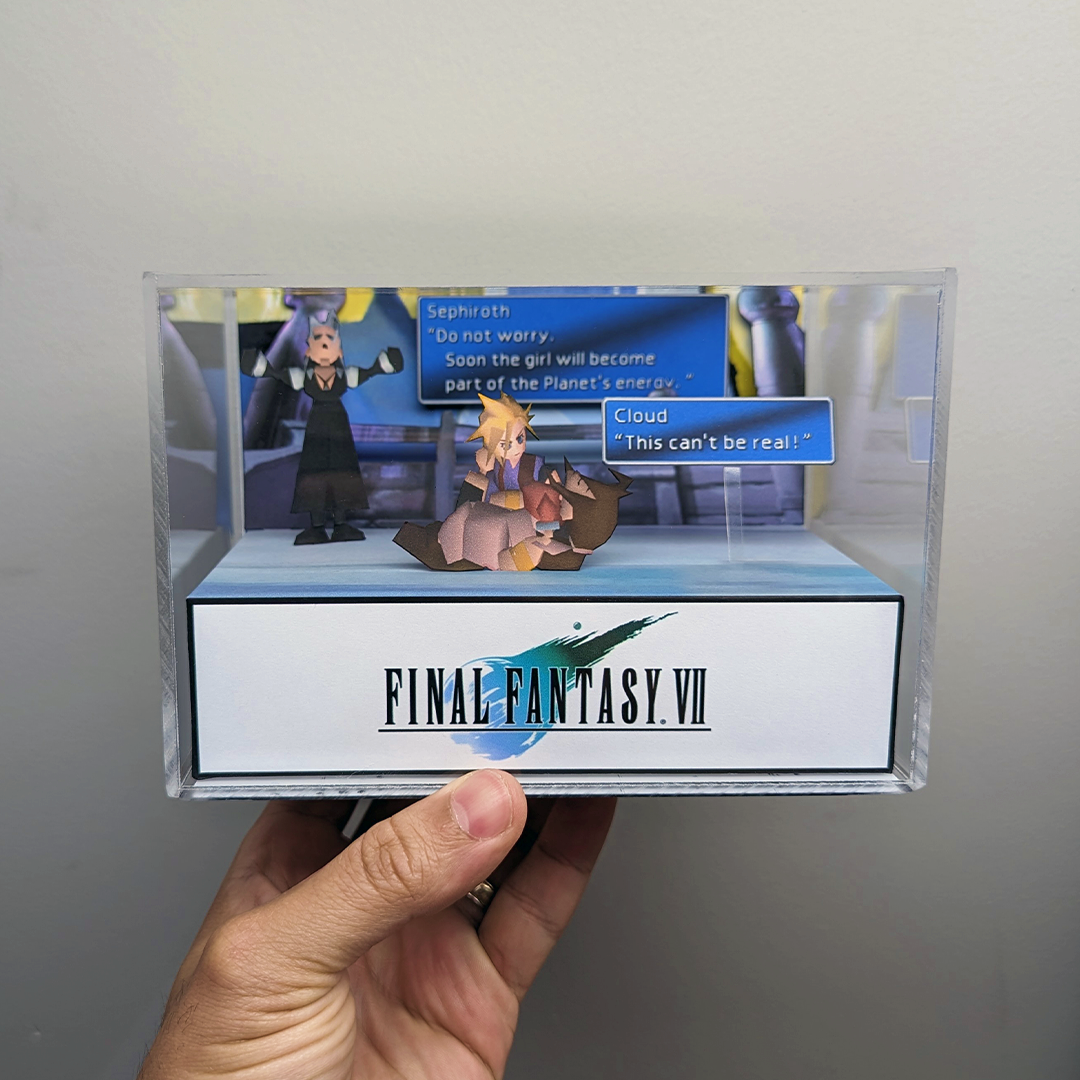 Sephiroth
“Do not worry.
Soon the girl will become
part of the Planet's energy. ”
Cloud
“This can't be real!”
FINAL FANTASY. VII